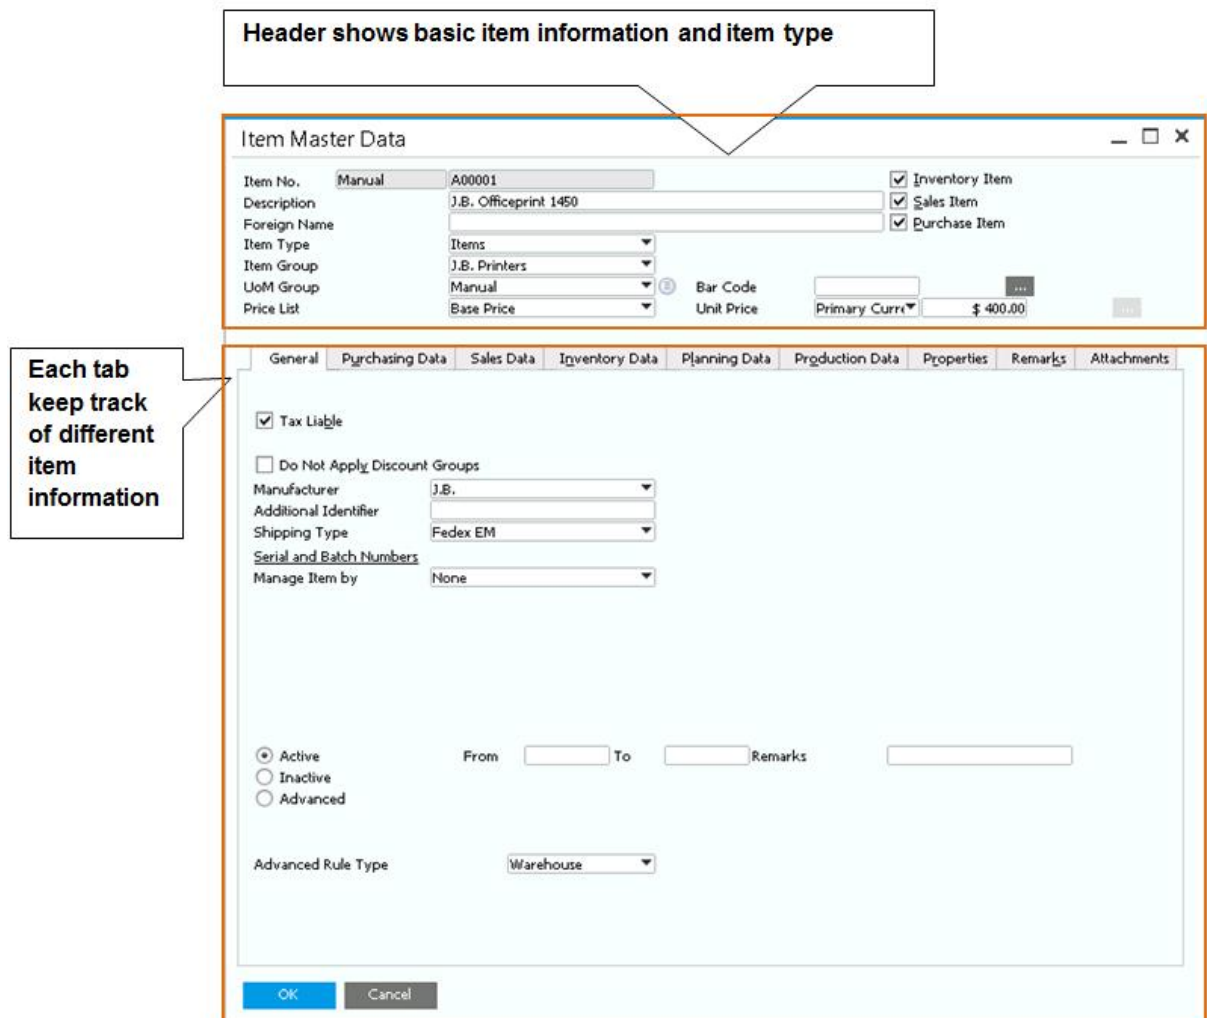 Header shows basic item information and item type
Item Master Data
Item No. Manual A00001 Inventory Item
Description J.B. Officeprint 1450 Sales Item
Foreign Name Purchase Item
Item Type Items
Item Group J.B. Printers
UoM Group Manual Bar Code ...
Price List Base Price Unit Price Primary Curre $ 400.00 ...
Each tab
keep track
of different
item
information
General Purchasing Data Sales Data Inventory Data Planning Data Production Data Properties Remarks Attachments
Tax Liable
Do Not Apply Discount Groups
Manufacturer J.B.
Additional Identifier
Shipping Type Fedex EM
Serial and Batch Numbers
Manage Item by None
Active From To Remarks
Inactive
Advanced
Advanced Rule Type Warehouse
OK Cancel